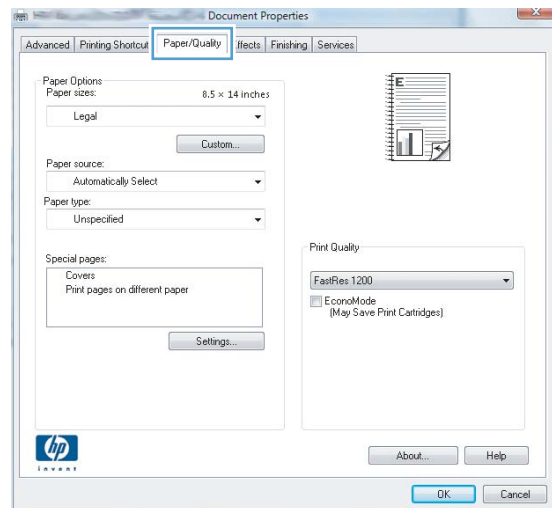 Document Properties
Advanced Printing Shortcut Paper/Quality ffects Finishing Services
Paper Options
Paper sizes: 8.5 × 14 inches
Legal
Custom...
Paper source:
Automatically Select
Paper type:
Unspecified
Special pages:
Covers
Print pages on different paper
Settings...
E
Print Quality
FastRes 1200
EconoMode
(May Save Print Cartridges)
hp
invent
About... Help
OK Cancel